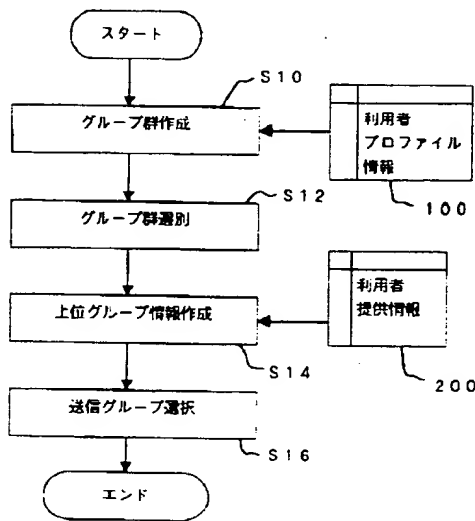 スタート
S10
グループ群作成
利用者
プロファイル
情報
100
S12
グループ群選別
利用者
提供情報
200
上位グループ情報作成
S14
送信グループ選択
S16
エンド